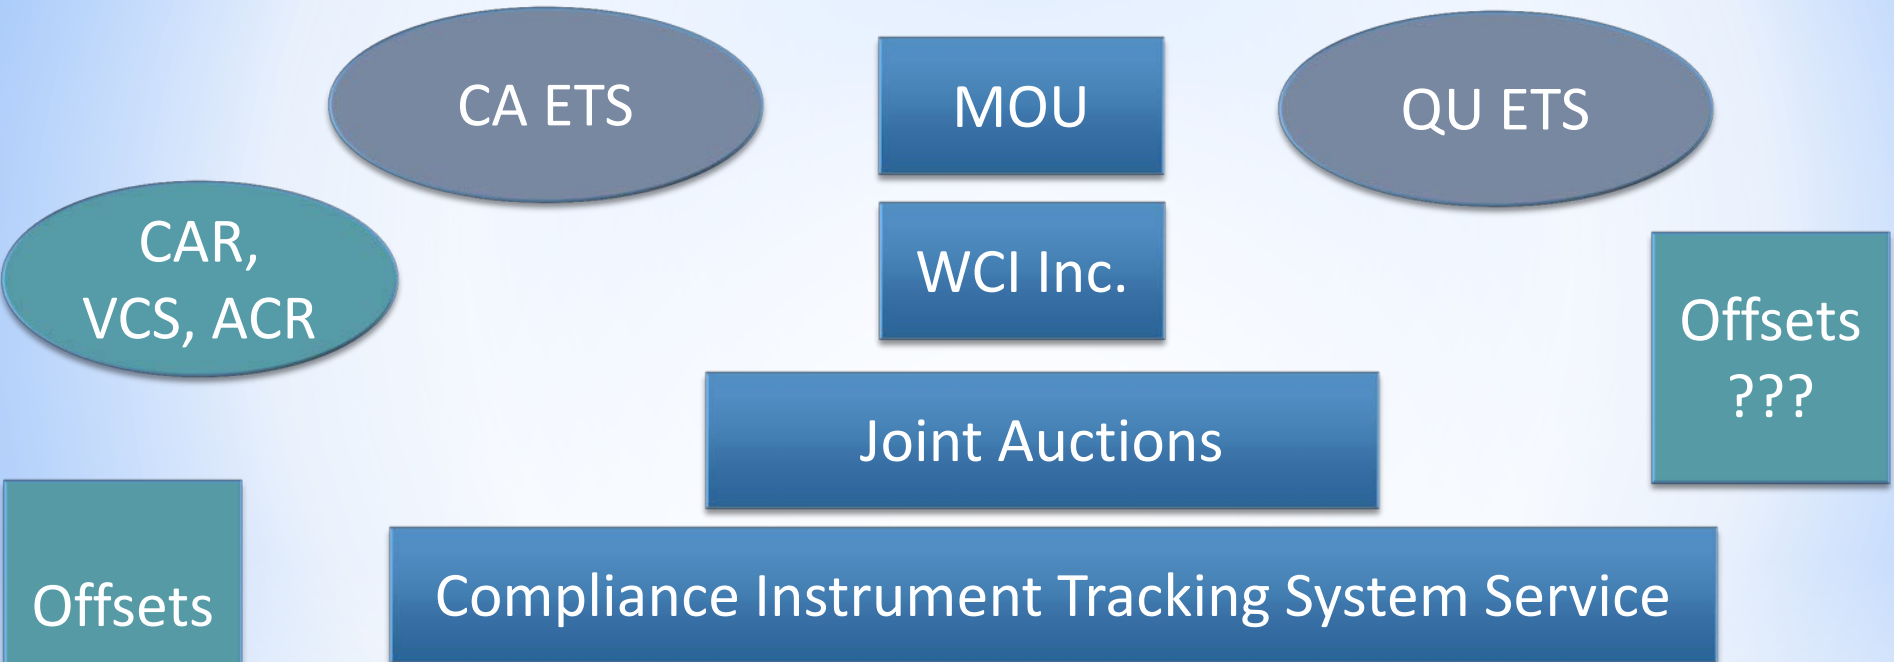 CA ETS
MOU
QU ETS
CAR,
VCS, ACR
WCI Inc.
Offsets
???
Joint Auctions
Offsets
Compliance Instrument Tracking System Service